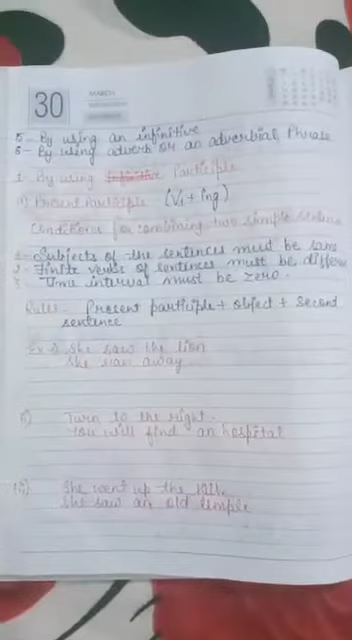 MARCH
30
5- By using an infinitive
6- By using adverb or an adverbial Phrase
1. By using Participle
1) Present Participle (V1 + ing)
Conditions for combining two simple sentence
1- Subjects of the sentences must be same
2- Finite verbs of sentences must be differe
3- Time interval must be zero.
Rule:- Present participle + object + second
sentence
Ex i) She saw the lion
She ran away.
ii) Turn to the right.
You will find an hospital
iii) She went up the
She saw an old temple